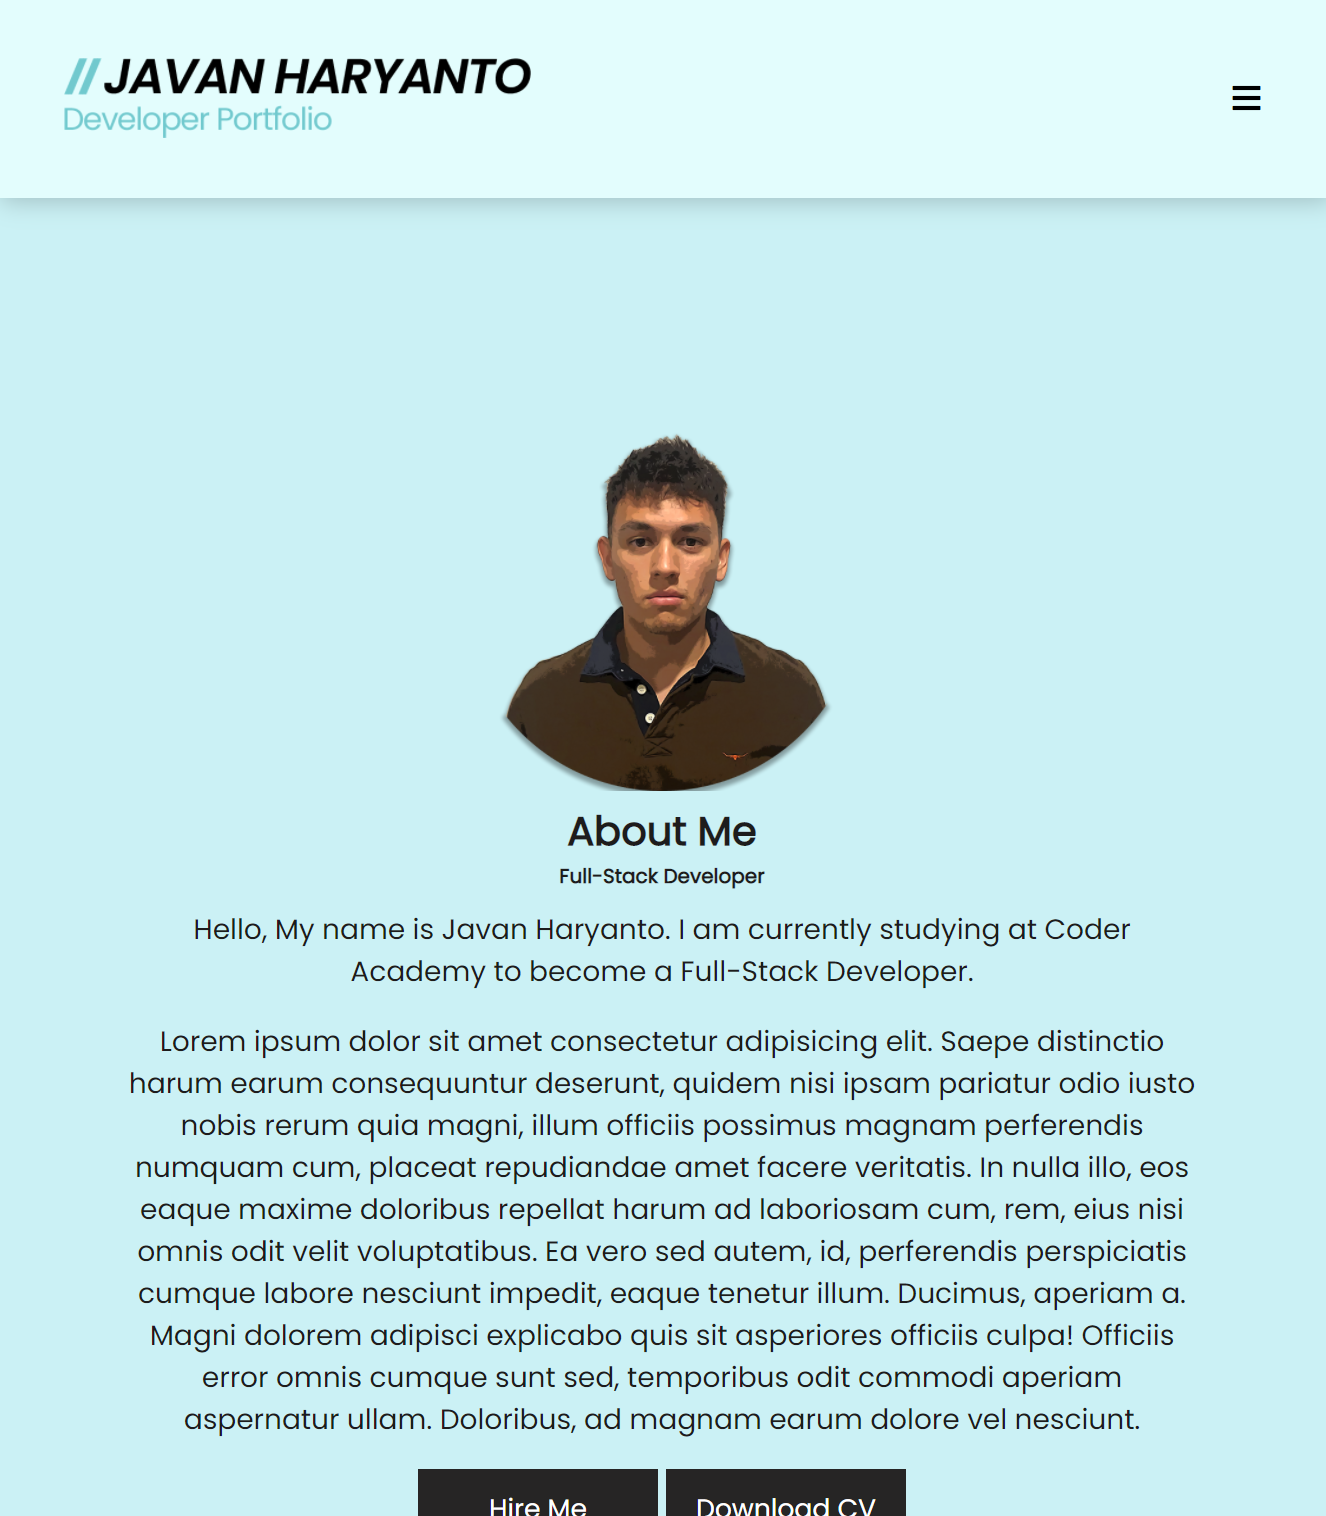 // JAVAN HARYANTO
Developer Portfolio
About Me
Full-Stack Developer
Hello, My name is Javan Haryanto. I am currently studying at Coder
Academy to become a Full-Stack Developer.
Lorem ipsum dolor sit amet consectetur adipisicing elit. Saepe distinctio
harum earum consequuntur deserunt, quidem nisi ipsam pariatur odio iusto
nobis rerum quia magni, illum officiis possimus magnam perferendis
numquam cum, placeat repudiandae amet facere veritatis. In nulla illo, eos
eaque maxime doloribus repellat harum ad laboriosam cum, rem, eius nisi
omnis odit velit voluptatibus. Ea vero sed autem, id, perferendis perspiciatis
cumque labore nesciunt impedit, eaque tenetur illum. Ducimus, aperiam a.
Magni dolorem adipisci explicabo quis sit asperiores officiis culpa! Officiis
error omnis cumque sunt sed, temporibus odit commodi aperiam
aspernatur ullam. Doloribus, ad magnam earum dolore vel nesciunt.
Hire Me
Download CV